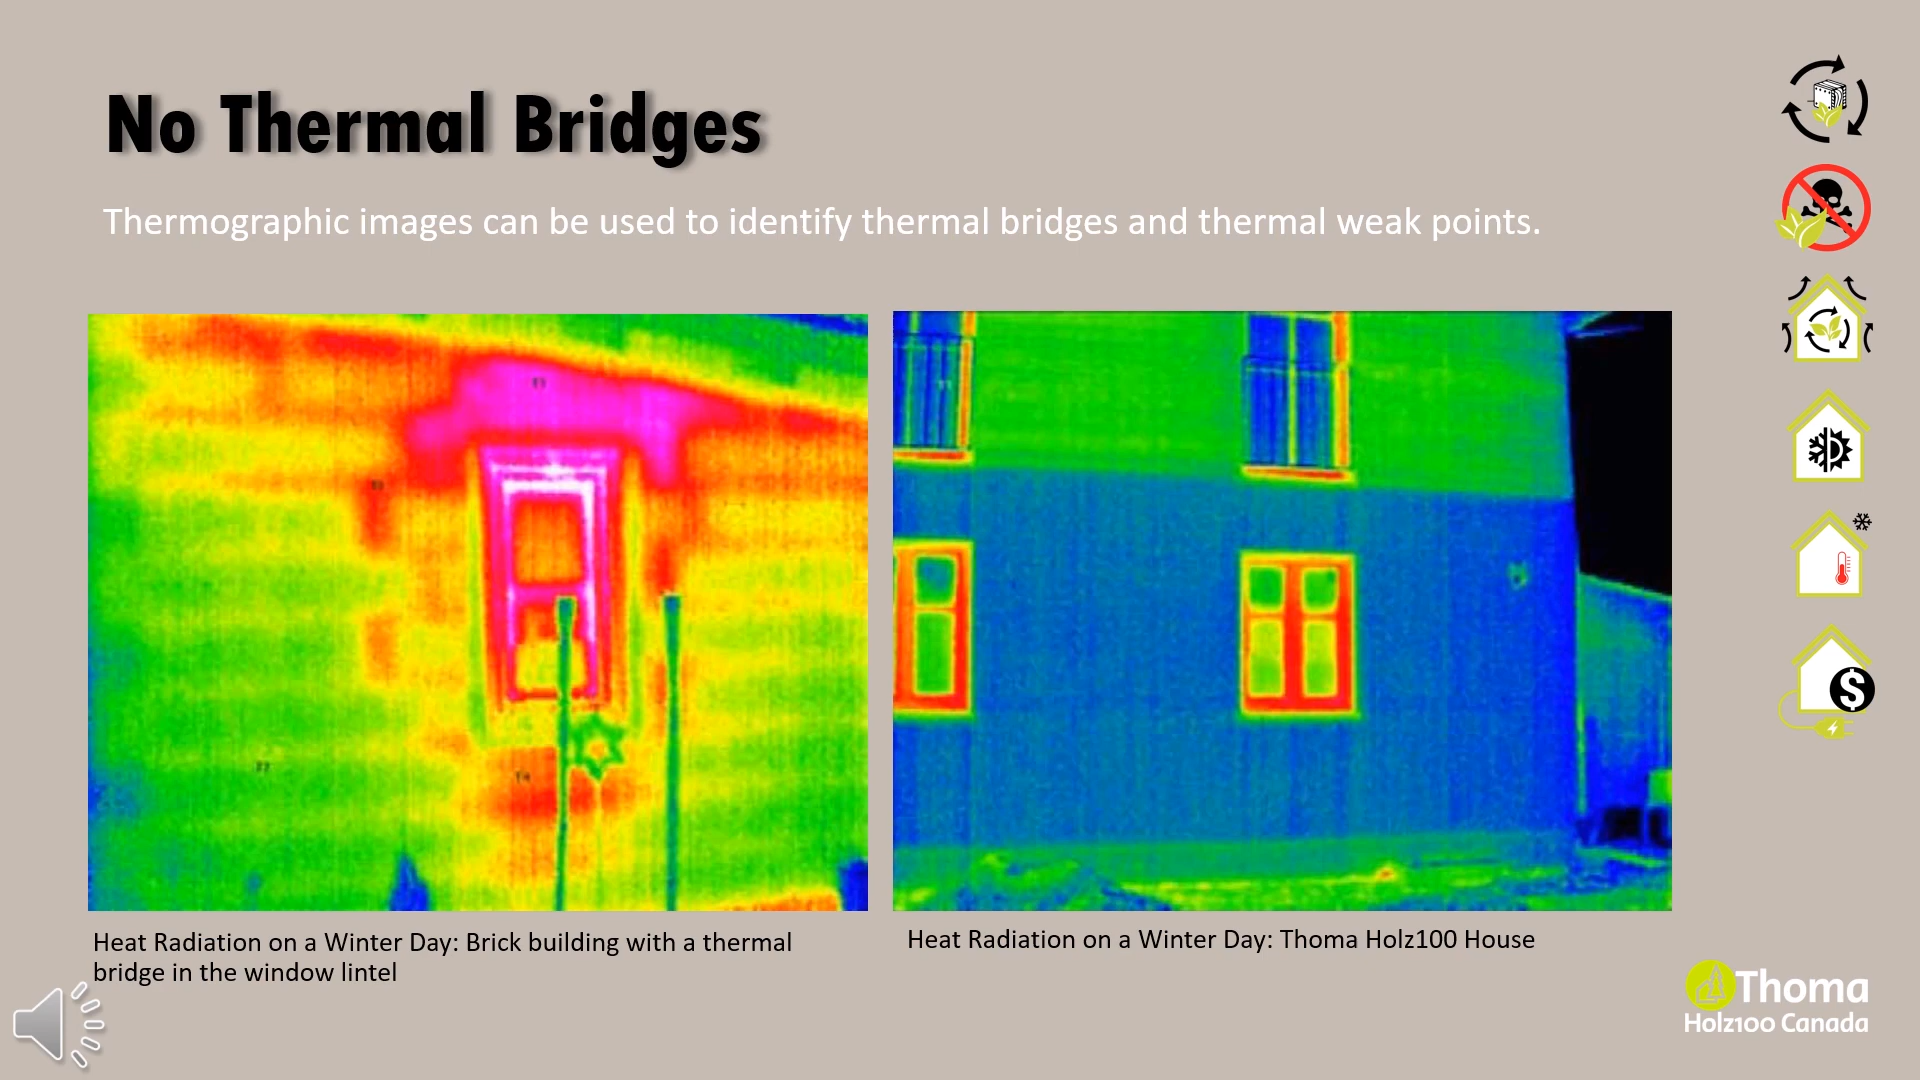 No Thermal Bridges
Thermographic images can be used to identify thermal bridges and thermal weak points.
Heat Radiation on a Winter Day: Brick building with a thermal
bridge in the window lintel
Heat Radiation on a Winter Day: Thoma Holz100 House
Thoma
Holz100 Canada